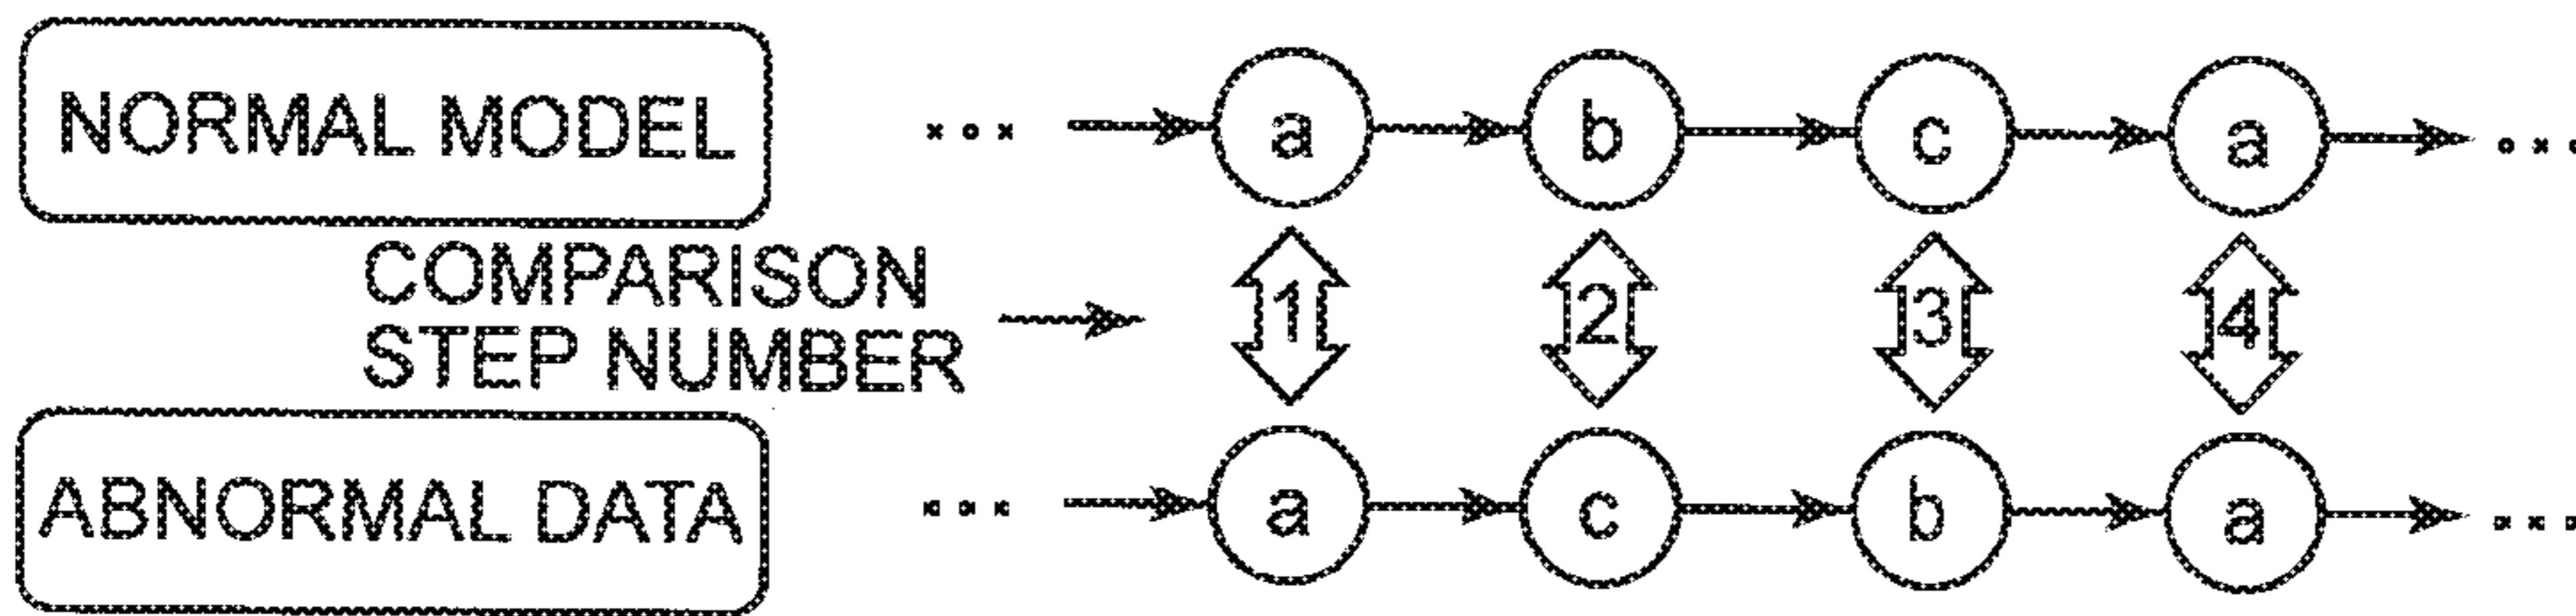 NORMAL MODEL ... a b c a ...
COMPARISON
STEP NUMBER
1 2 3 4
ABNORMAL DATA ... a c b a ...